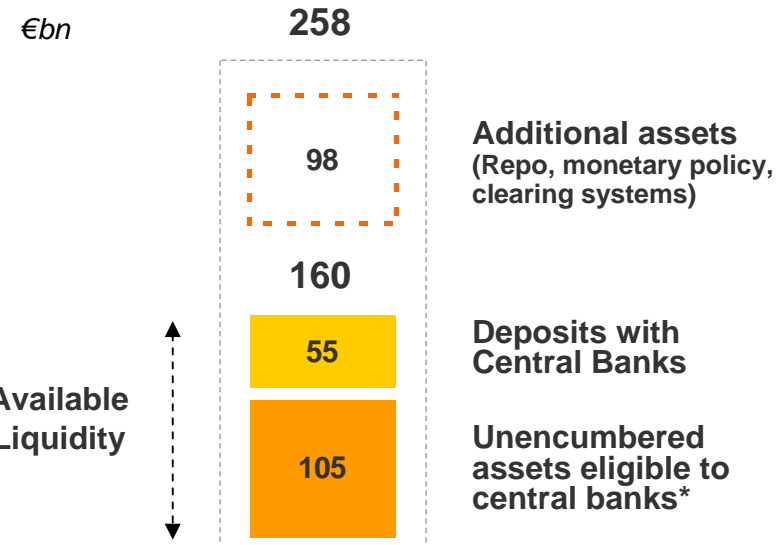 €bn
258
98
Additional assets
(Repo, monetary policy,
clearing systems)
160
55
Deposits with
Central Banks
Available
Liquidity
105
Unencumbered
assets eligible to
central banks*